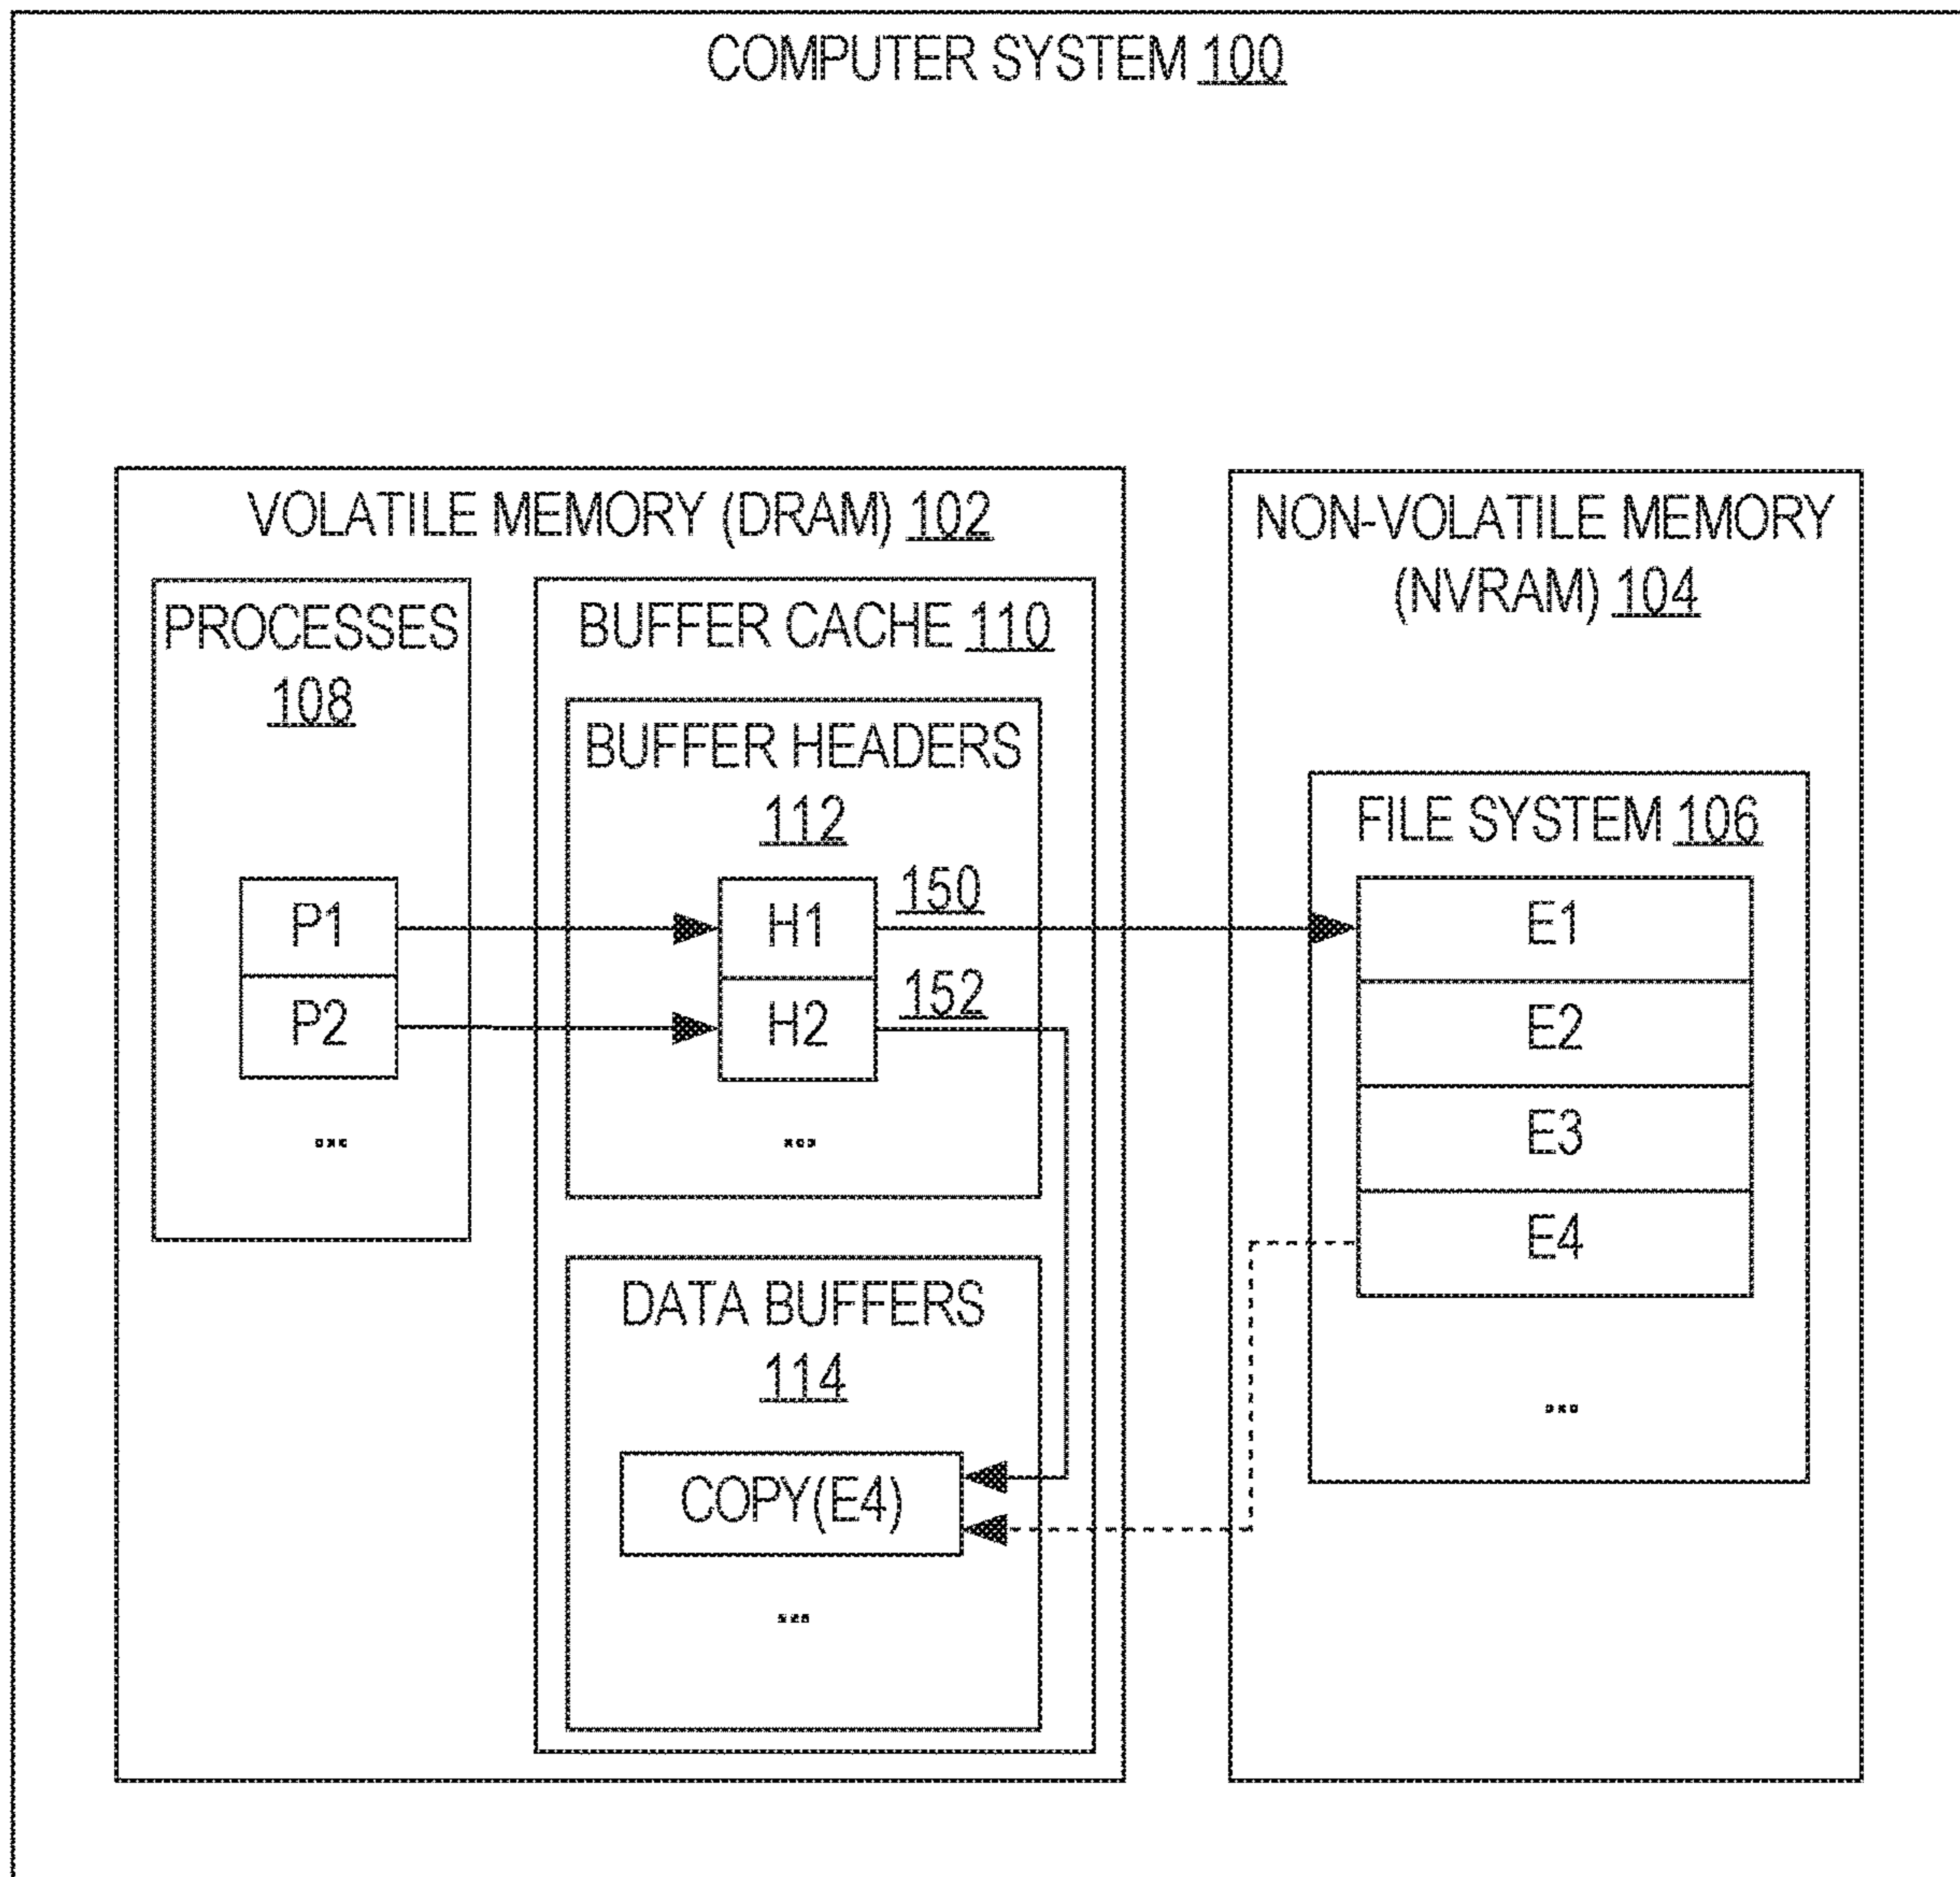 COMPUTER SYSTEM 100
VOLATILE MEMORY (DRAM) 102
PROCESSES
108
P1
P2
...
BUFFER CACHE 110
BUFFER HEADERS
112
H1
150
H2
152
...
DATA BUFFERS
114
COPY(E4)
...
NON-VOLATILE MEMORY
(NVRAM) 104
FILE SYSTEM 106
E1
E2
E3
E4
...